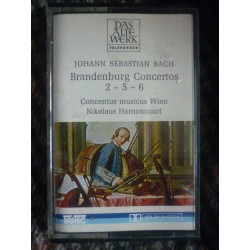 DAS
ALTE
WERK
TELEFUNKEN
JOHANN SEBASTIAN BACH
Brandenburg Concertos
2 - 5 - 6
Concentus musicus Wien
Nikolaus Harnoncourt